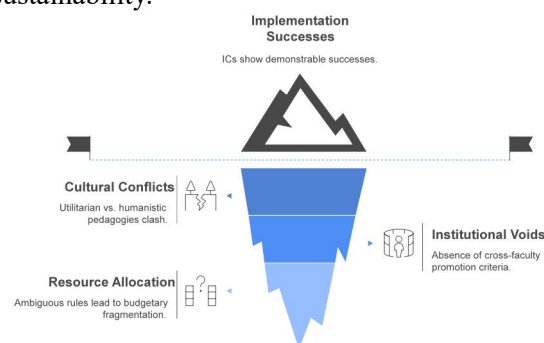 sustainability.
Implementation
Successes
ICs show demonstrable successes.
Cultural Conflicts
Utilitarian vs. humanistic
pedagogies clash.
Institutional Voids
Absence of cross-faculty
promotion criteria.
Resource Allocation
Ambiguous rules lead to budgetary
fragmentation.
?